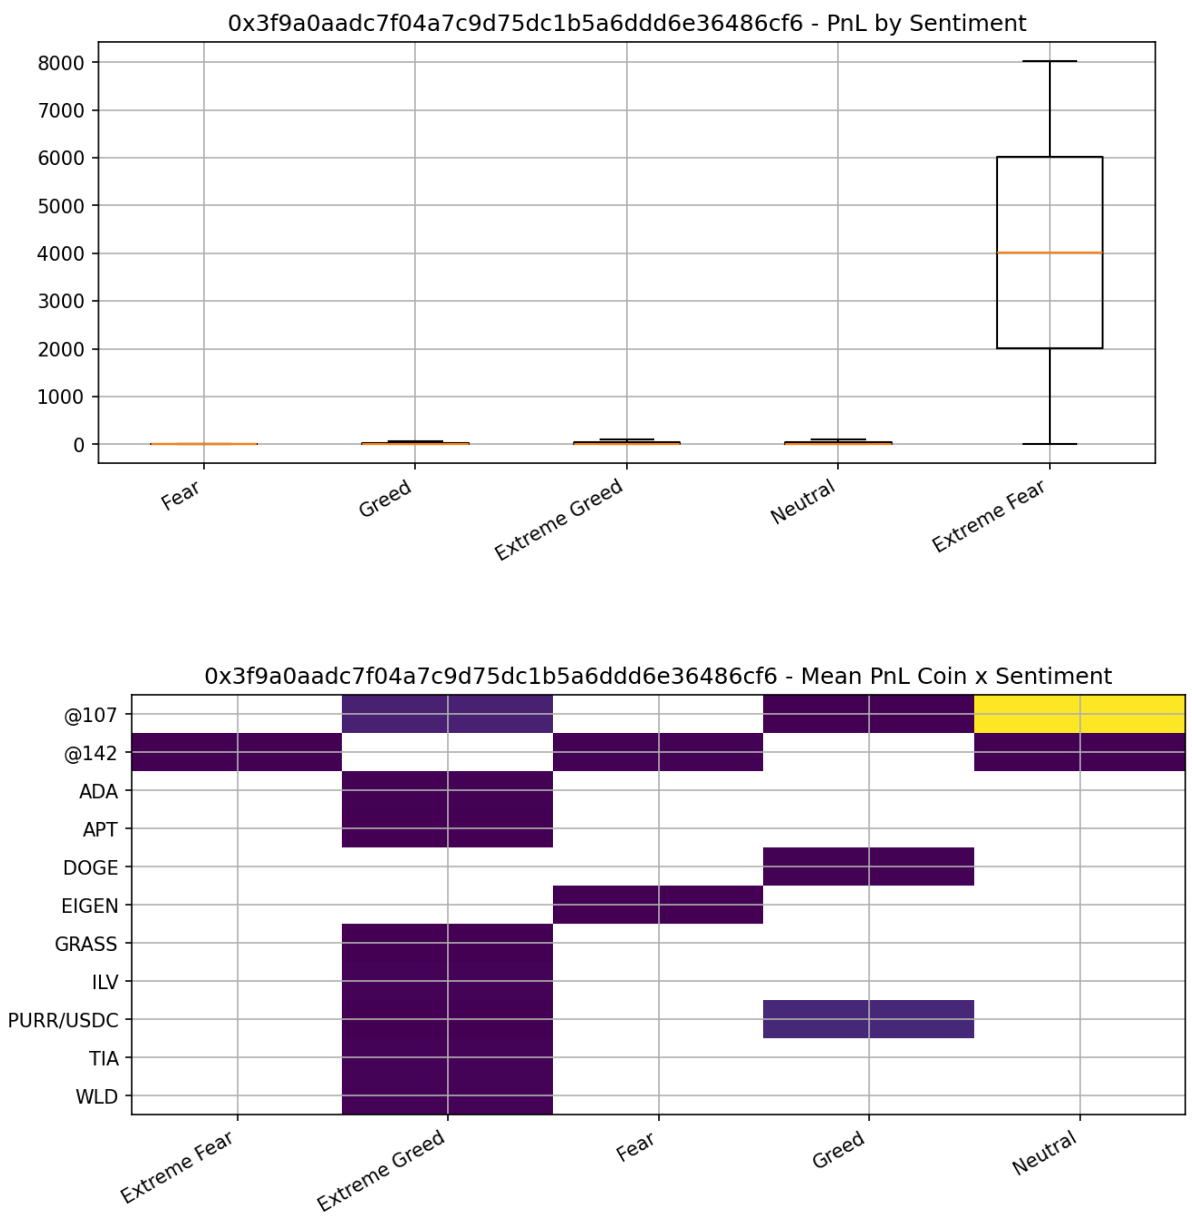 0x3f9a0aadc7f04a7c9d75dc1b5a6ddd6e36486cf6 - PnL by Sentiment
8000
7000
6000
5000
4000
3000
2000
1000
0
Fear
Greed
Extreme Greed
Neutral
Extreme Fear
0x3f9a0aadc7f04a7c9d75dc1b5a6ddd6e36486cf6 - Mean PnL Coin x Sentiment
@107
@142
ADA
APT
DOGE
EIGEN
GRASS
ILV
PURR/USDC
TIA
WLD
Extreme Fear
Extreme Greed
Fear
Greed
Neutral